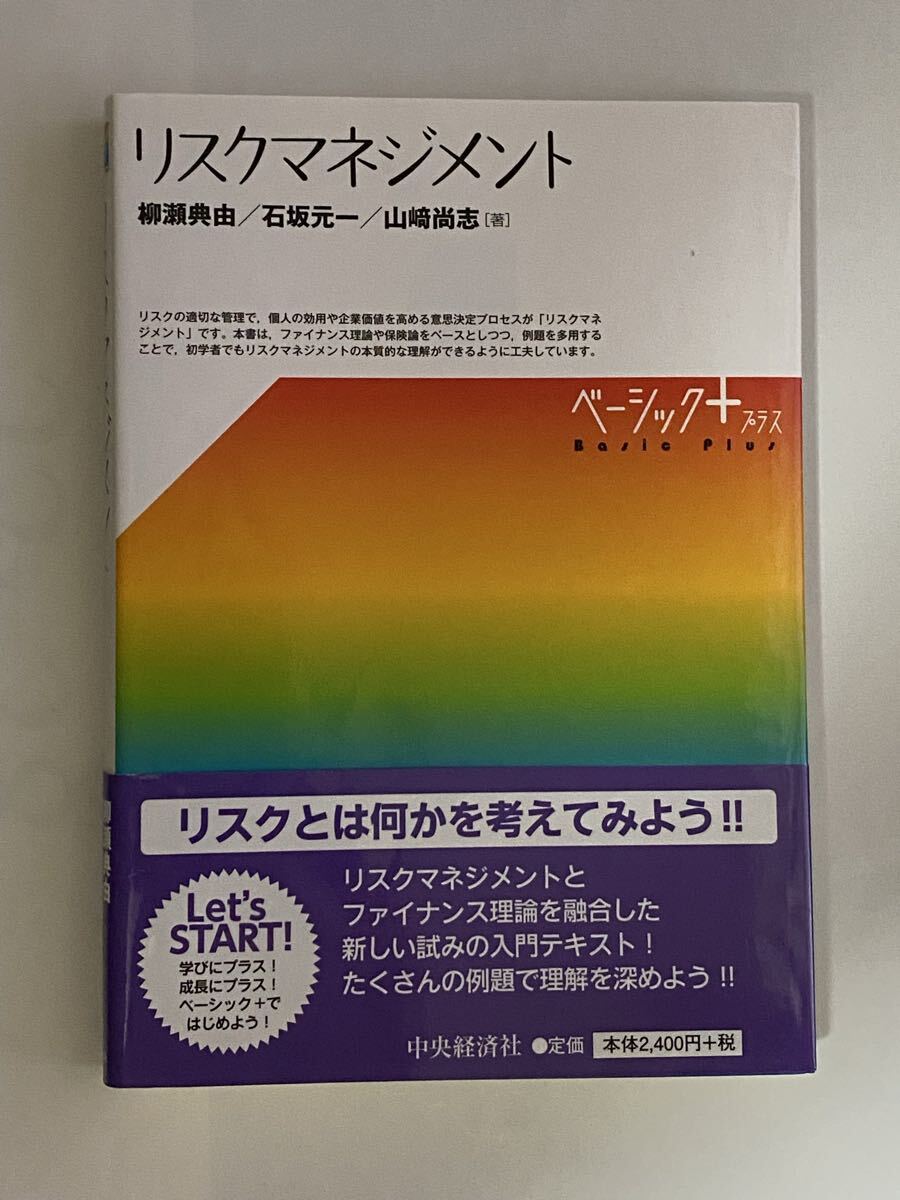 リスクマネジメント
柳瀬典由／石坂元一／山﨑尚志[著]
リスクの適切な管理で，個人の効用や企業価値を高める意思決定プロセスが「リスクマネ
ジメント」です。本書は，ファイナンス理論や保険論をベースとしつつ，例題を多用する
ことで，初学者でもリスクマネジメントの本質的な理解ができるように工夫しています。
ベーシック＋プラス
Basic Plus
リスクとは何かを考えてみよう!!
Let's
START!
学びにプラス！
成長にプラス！
ベーシック＋で
はじめよう！
リスクマネジメントと
ファイナンス理論を融合した
新しい試みの入門テキスト！
たくさんの例題で理解を深めよう!!
中央経済社 ●定価 本体2,400円＋税